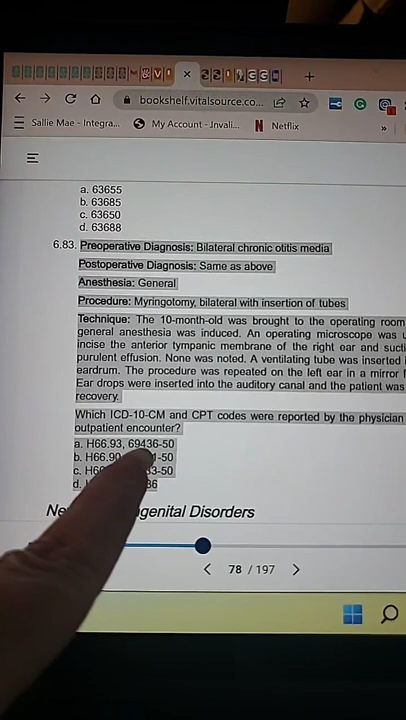 bookshelf.vitalsource.co...
Sallie Mae - Integra...
My Account - .Invali...
Netflix
»
a. 63655
b. 63685
c. 63650
d. 63688
6.83. Preoperative Diagnosis: Bilateral chronic otitis media
Postoperative Diagnosis: Same as above
Anesthesia: General
Procedure: Myringotomy, bilateral with insertion of tubes
Technique: The 10-month-old was brought to the operating room
general anesthesia was induced. An operating microscope was
incise the anterior tympanic membrane of the right ear and
purulent effusion. None was noted. A ventilating tube was inserted
eardrum. The procedure was repeated on the left ear in a mirror
Ear drops were inserted into the auditory canal and the patient was
recovery.
Which ICD-10-CM and CPT codes were reported by the physician
outpatient encounter?
a. H66.93, 69436-50
b. -50
c. -50
d.
Congenital Disorders
78 / 197